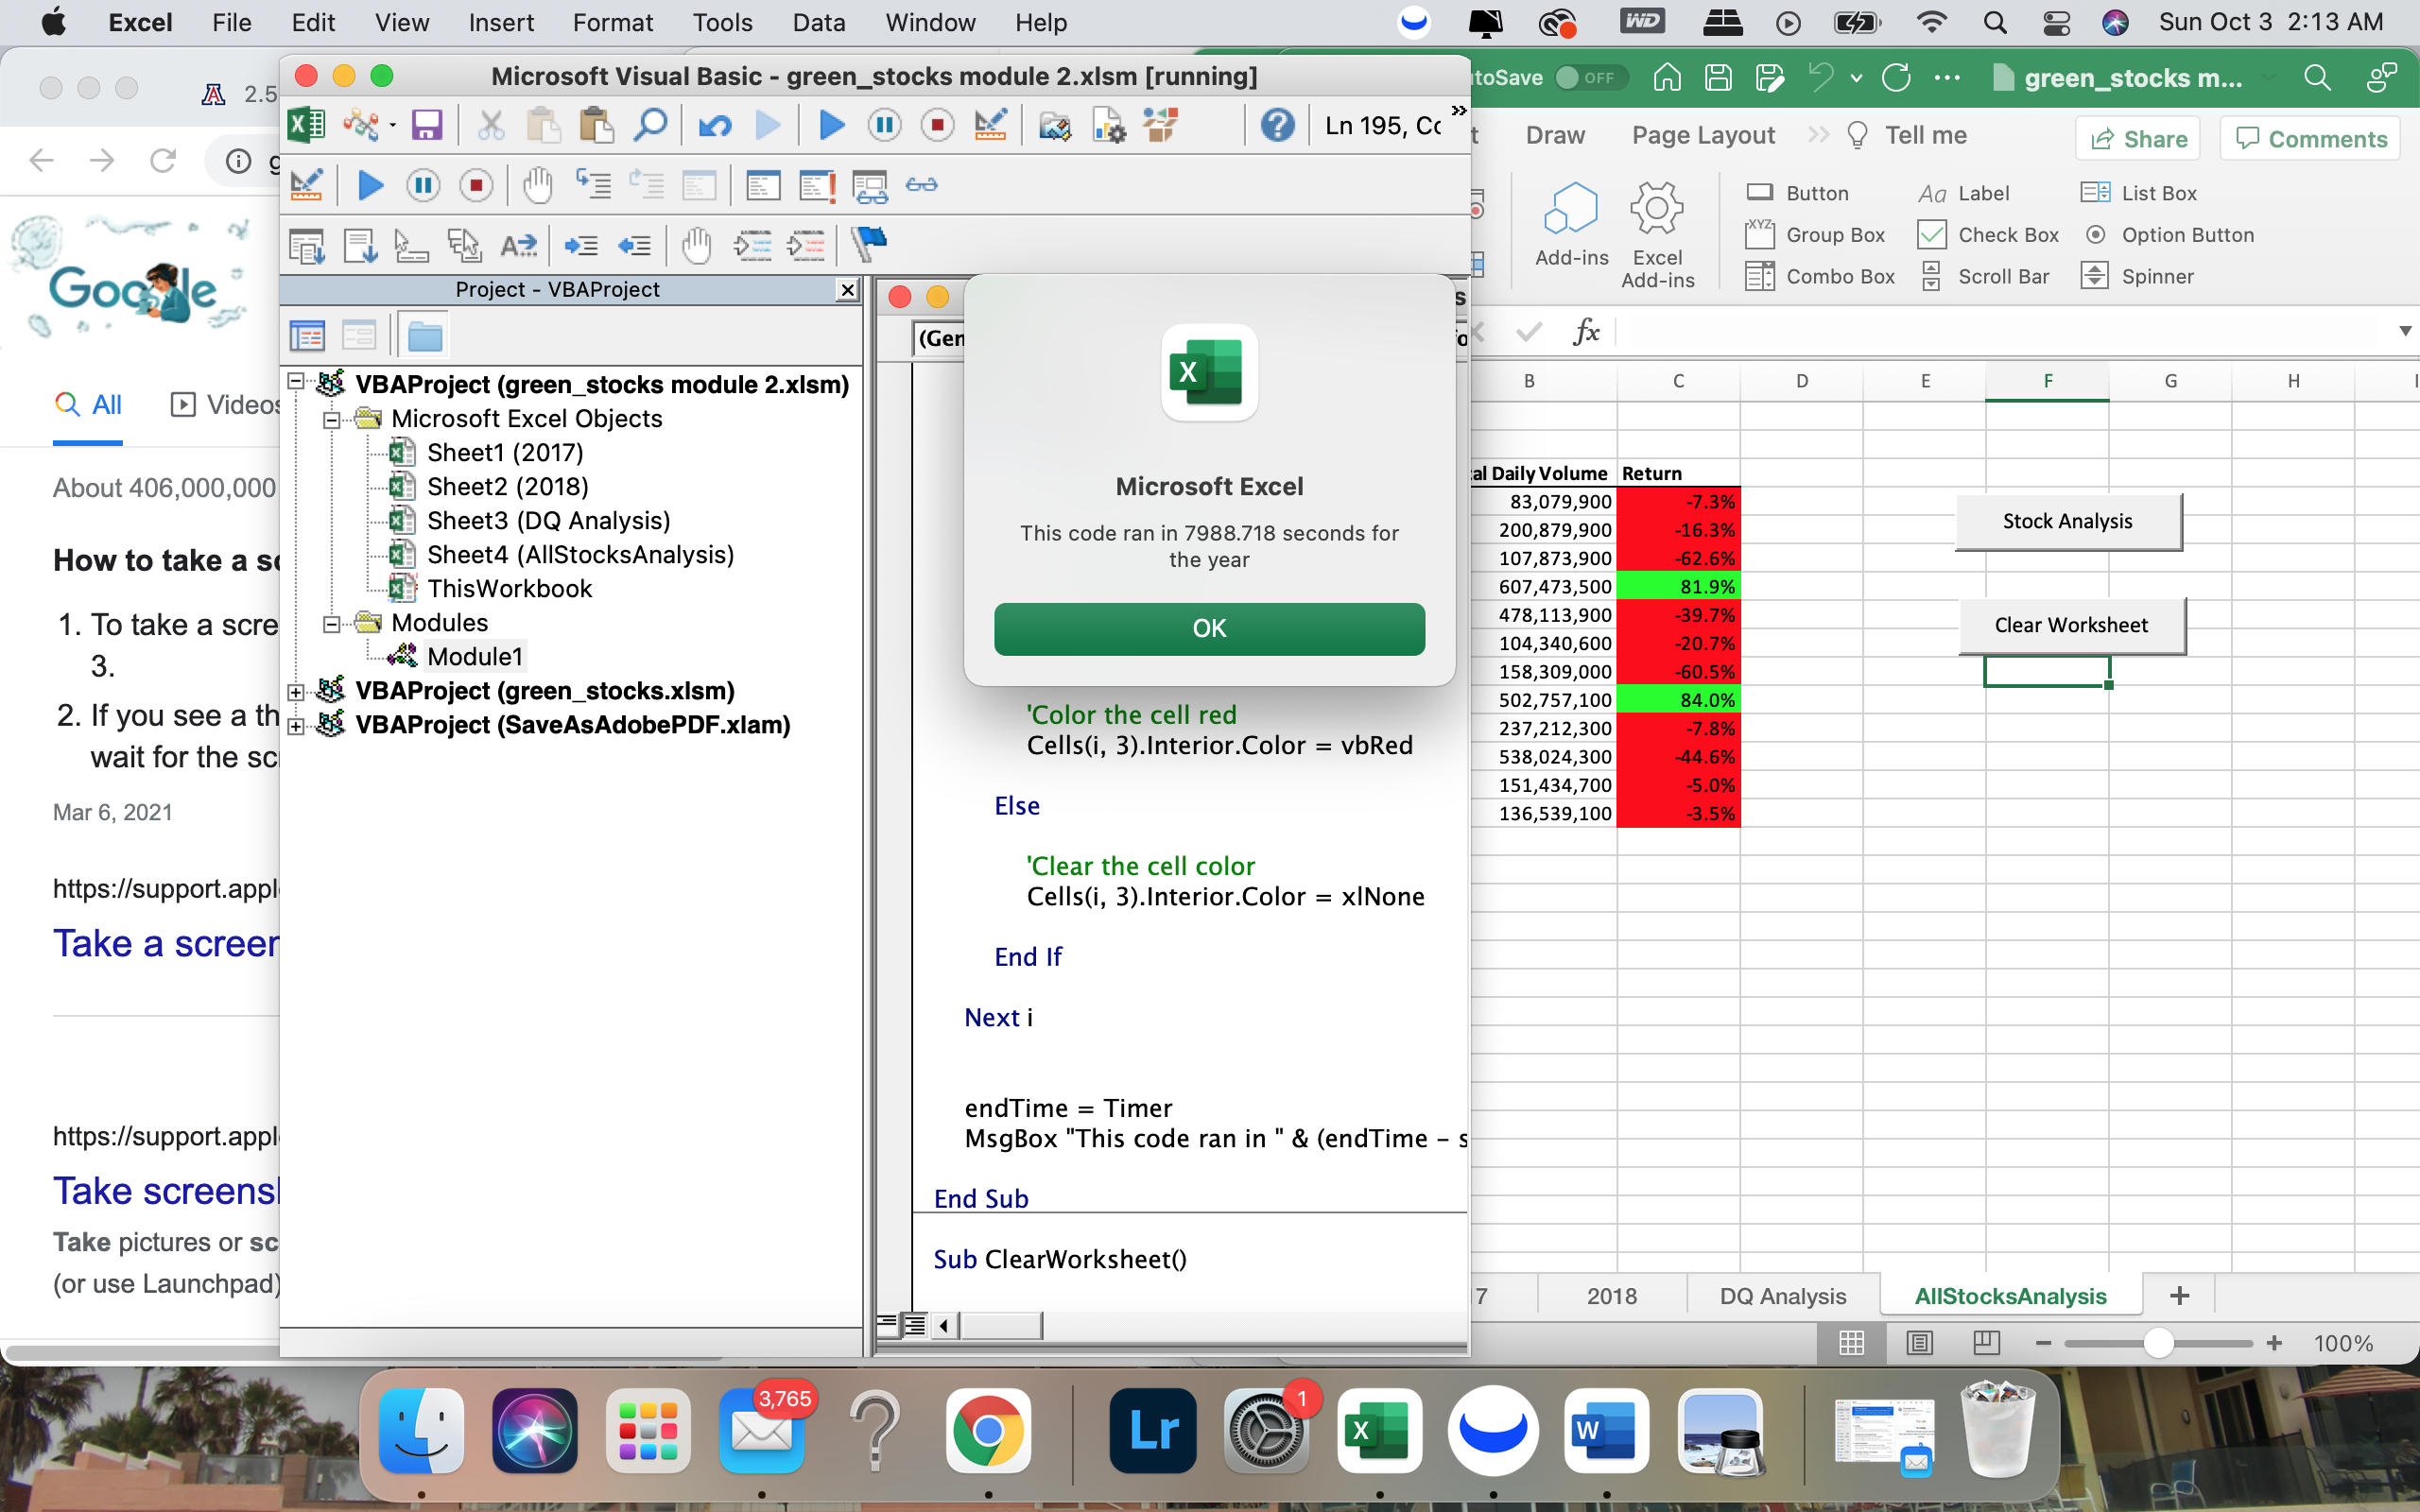 Excel File Edit View Insert Format Tools Data Window Help
WD
Sun Oct 3 2:13 AM
2.5
About 406,000,000
Google
All
Videos
How to take a sc
1. To take a scre
3.
2. If you see a th
wait for the sc
Mar 6, 2021
https://support.appl
Take a screen
https://support.appl
Take screens
Take pictures or sc
(or use Launchpad)
Microsoft Visual Basic - green_stocks module 2.xlsm [running]
Ln 195, Co
Project - VBAProject
VBAProject (green_stocks module 2.xlsm)
Microsoft Excel Objects
Sheet1 (2017)
Sheet2 (2018)
Sheet3 (DQ Analysis)
Sheet4 (AllStocksAnalysis)
ThisWorkbook
Modules
Module1
VBAProject (green_stocks.xlsm)
VBAProject (SaveAsAdobePDF.xlam)
(Gen
Microsoft Excel
This code ran in 7988.718 seconds for
the year
OK
'Color the cell red
Cells(i, 3).Interior.Color = vbRed
Else
'Clear the cell color
Cells(i, 3).Interior.Color = xlNone
End If
Next i
endTime = Timer
MsgBox "This code ran in " & (endTime - s
End Sub
Sub ClearWorksheet()
toSave OFF
green_stocks m...
t Draw Page Layout Tell me
Share Comments
Add-ins
Excel
Add-ins
Button
Label
List Box
XYZ
Group Box
Check Box
Option Button
Combo Box
Scroll Bar
Spinner
fx
B C D E F G H I
al Daily Volume Return
83,079,900 -7.3%
200,879,900 -16.3%
107,873,900 -62.6%
607,473,500 81.9%
478,113,900 -39.7%
104,340,600 -20.7%
158,309,000 -60.5%
502,757,100 84.0%
237,212,300 -7.8%
538,024,300 -44.6%
151,434,700 -5.0%
136,539,100 -3.5%
Stock Analysis
Clear Worksheet
7 2018 DQ Analysis AllStocksAnalysis +
100%
3,765
Lr
1
X
W